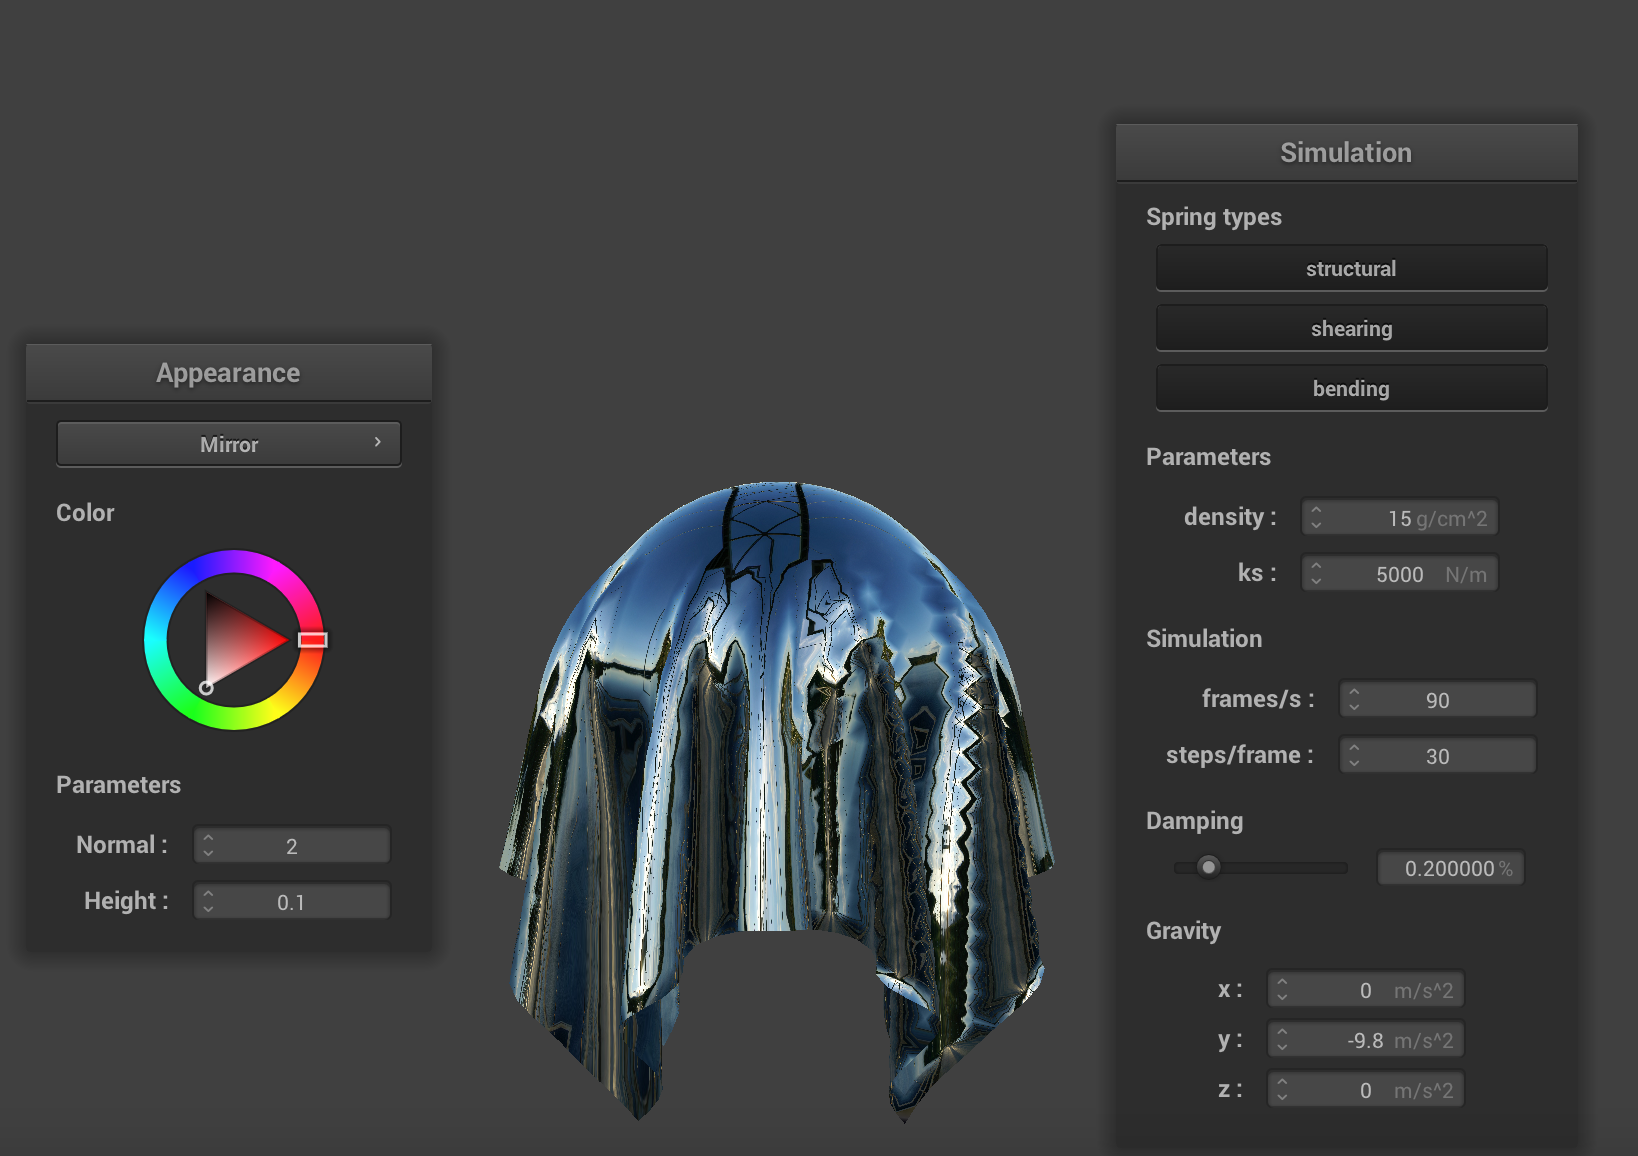 Appearance
Mirror
Color
Parameters
Normal : 2
Height : 0.1
Simulation
Spring types
structural
shearing
bending
Parameters
density : 15 g/cm^2
ks : 5000 N/m
Simulation
frames/s : 90
steps/frame : 30
Damping
0.200000 %
Gravity
x : 0 m/s^2
y : -9.8 m/s^2
z : 0 m/s^2